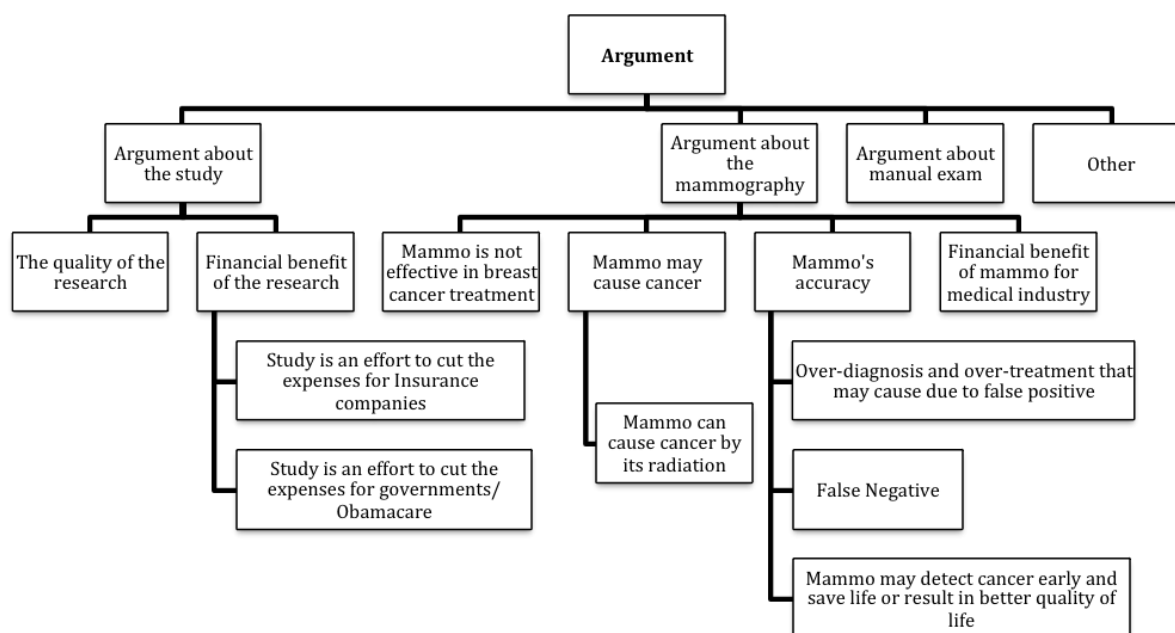 Argument
Argument about
the study
Argument about
the
mammography
Argument about
manual exam
Other
The quality of the
research
Financial benefit
of the research
Mammo is not
effective in breast
cancer treatment
Mammo may
cause cancer
Mammo's
accuracy
Financial benefit
of mammo for
medical industry
Study is an effort to cut the
expenses for Insurance
companies
Study is an effort to cut the
expenses for governments/
Obamacare
Mammo can
cause cancer by
its radiation
Over-diagnosis and over-treatment that
may cause due to false positive
False Negative
Mammo may detect cancer early and
save life or result in better quality of
life